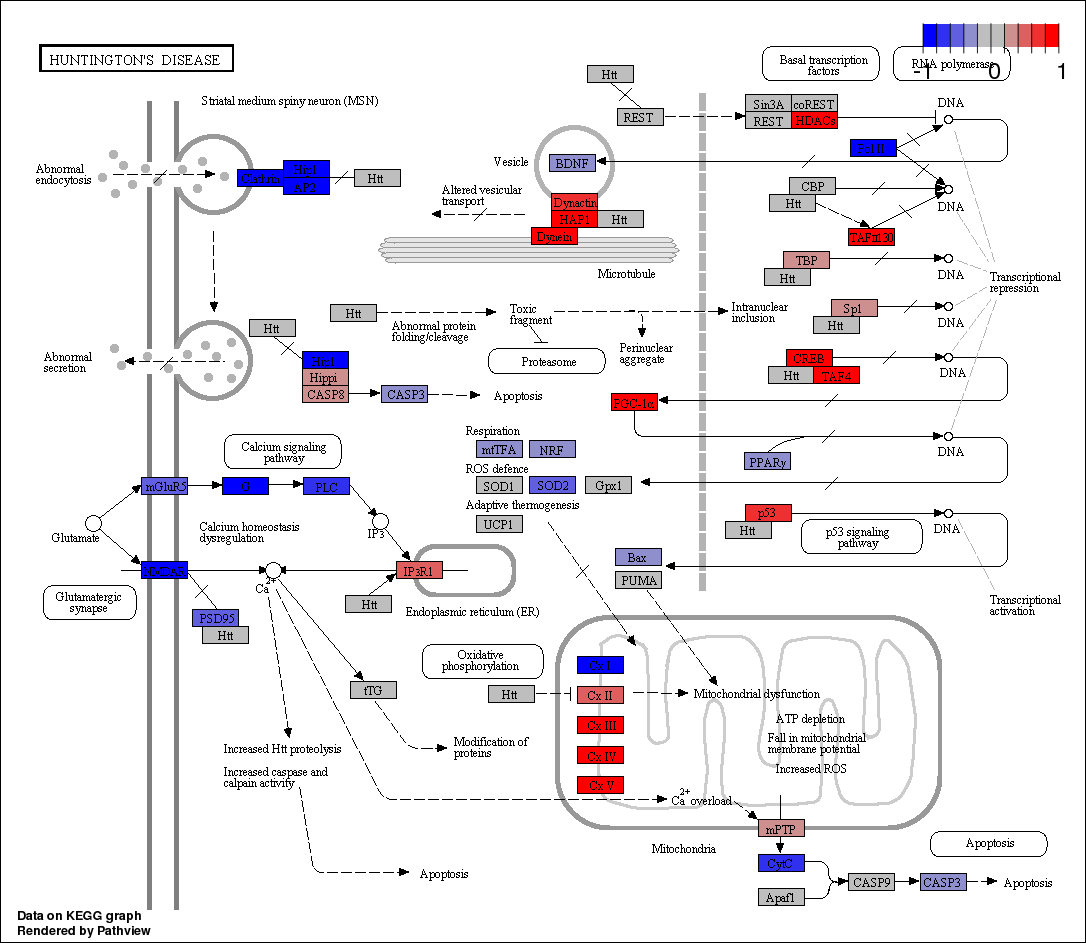 HUNTINGTON'S DISEASE
Basal transcription
factors
RNA polymerase
-1
0
1
Striatal medium spiny neuron (MSN)
Htt
REST
Sin3A
coREST
REST
HDACs
DNA
Abnormal
endocytosis
Clathrin
Hip1
AP2
Htt
Vesicle
BDNF
Pol II
Altered vesicular
transport
Dynactin
HAP1
Htt
Dynein
Microtubule
CBP
Htt
DNA
TAFII130
TBP
Htt
DNA
Transcriptional
repression
Htt
Abnormal protein
folding/cleavage
Toxic
fragment
Intranuclear
inclusion
Sp1
Htt
DNA
Perinuclear
aggregate
Proteasome
Abnormal
secretion
Htt
Hip1
Hippi
CASP8
CASP3
Apoptosis
CREB
Htt
TAF4
DNA
PGC-1α
Calcium signaling
pathway
Respiration
mtTFA
NRF
ROS defence
SOD1
SOD2
Gpx1
Adaptive thermogenesis
UCP1
PPARγ
DNA
mGluR5
G
PLC
Glutamate
Calcium homeostasis
dysregulation
IP3
p53
Htt
DNA
p53 signaling
pathway
NMDAR
Ca
2+
IP3R1
Htt
Endoplasmic reticulum (ER)
Bax
PUMA
Glutamatergic
synapse
PSD95
Htt
Transcriptional
activation
Oxidative
phosphorylation
tTG
Htt
Cx I
Cx II
Cx III
Cx IV
Cx V
Mitochondrial dysfunction
ATP depletion
Fall in mitochondrial
membrane potential
Increased ROS
Increased Htt proteolysis
Increased caspase and
calpain activity
Modification of
proteins
Ca
2+
overload
mPTP
Mitochondria
CytC
Apaf1
CASP9
CASP3
Apoptosis
Apoptosis
Apoptosis
Data on KEGG graph
Rendered by Pathview